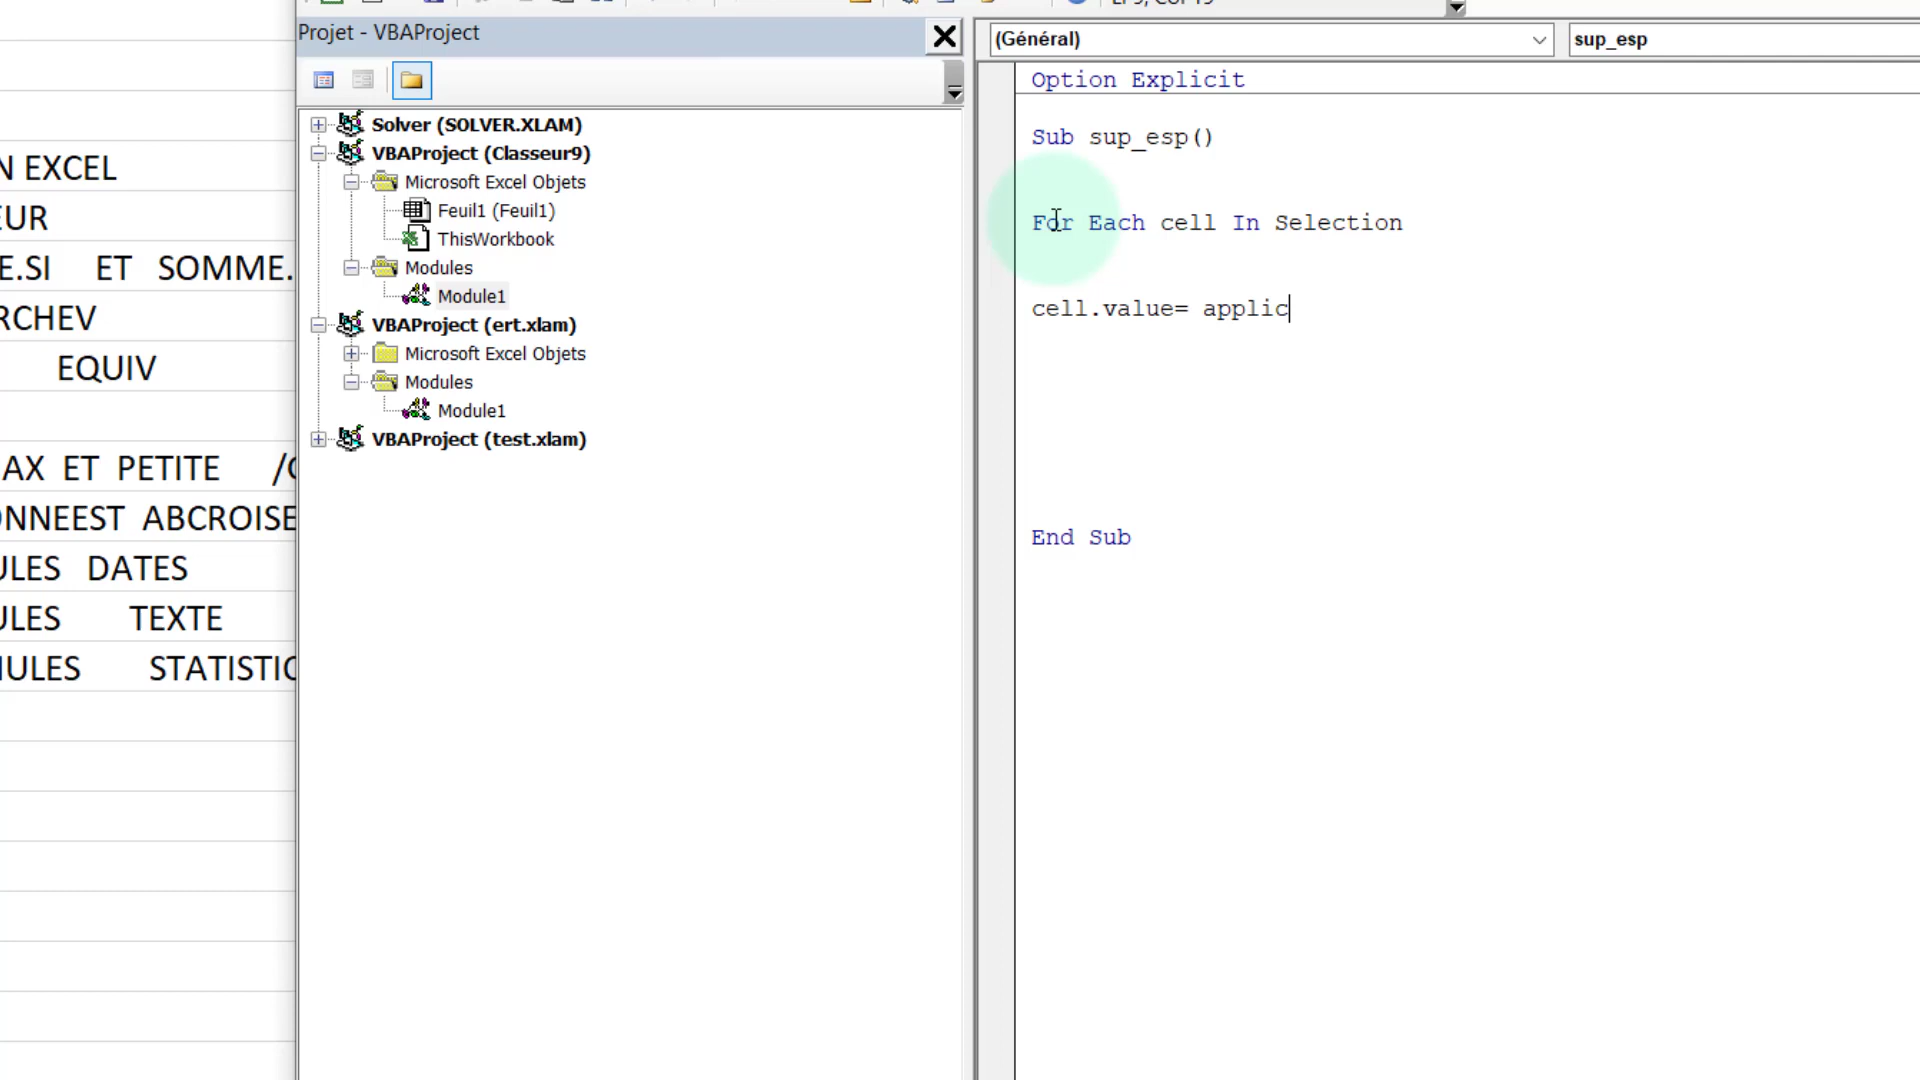 Projet - VBAProject
Solver (SOLVER.XLAM)
VBAProject (Classeur9)
Microsoft Excel Objets
Feuil1 (Feuil1)
ThisWorkbook
Modules
Module1
VBAProject (ert.xlam)
Microsoft Excel Objets
Modules
Module1
VBAProject (test.xlam)
N EXCEL
EUR
E.SI ET SOMME.
RCHEV
EQUIV
AX ET PETITE /
ONNEEST ABCROISE
ULES DATES
ULES TEXTE
ULES STATISTIC
(Général)
sup_esp
Option Explicit
Sub sup_esp()
For Each cell In Selection
cell.value= applic
End Sub